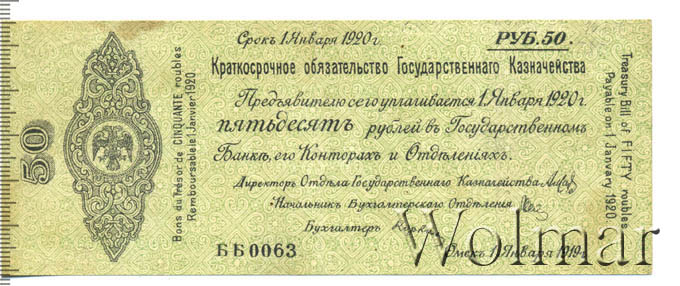 Срокъ 1 Января 1920 г.
РУБ. 50.
Краткосрочное обязательство Государственнаго Казначейства
Предъявителю сего уплачивается 1 Января 1920 г.
пятьдесятъ рублей въ Государственномъ
Банкѣ, его Конторахъ и Отдѣленіяхъ.
Директоръ Отдѣла Государственнаго Казначейства
Начальникъ Бухгалтерскаго Отдѣленія
Бухгалтеръ
ББ0063
Омскъ 1 Января 1919 г.
50
Bons du trésor de CINQUANTE roubles
Remboursable 1 Janvier 1920.
Treasury Bill of FIFTY roubles
Payable on 1 January 1920.
Wolmar